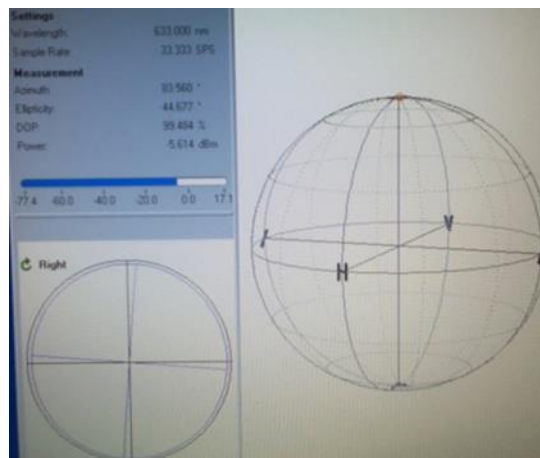 Settings
Wavelength: 633.000 nm
Sample Rate 33.333 SPS
Measurement
Azimuth 93.560 °
Ellipticity 44.677 °
DOP 99.484 %
Power -5.614 dBm
-77.4 -60.0 -40.0 -20.0 0.0 17.1
V
H
Right